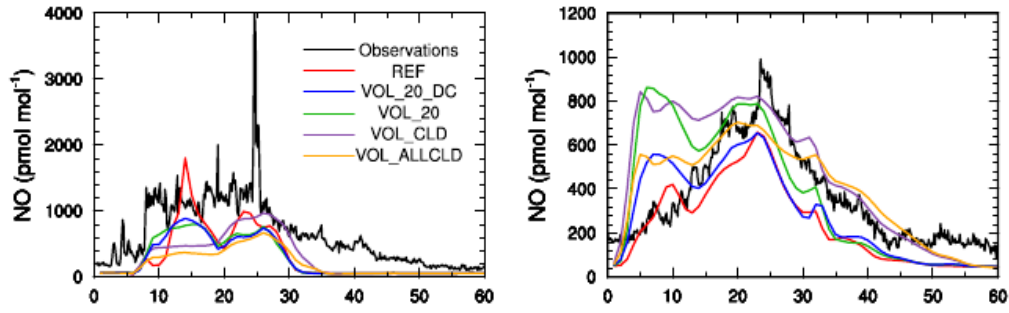 NO (pmol mol-1)
4000
3000
2000
1000
0
0 10 20 30 40 50 60
Observations
REF
VOL_20_DC
VOL_20
VOL_CLD
VOL_ALLCLD
NO (pmol mol-1)
1200
1000
800
600
400
200
0
0 10 20 30 40 50 60